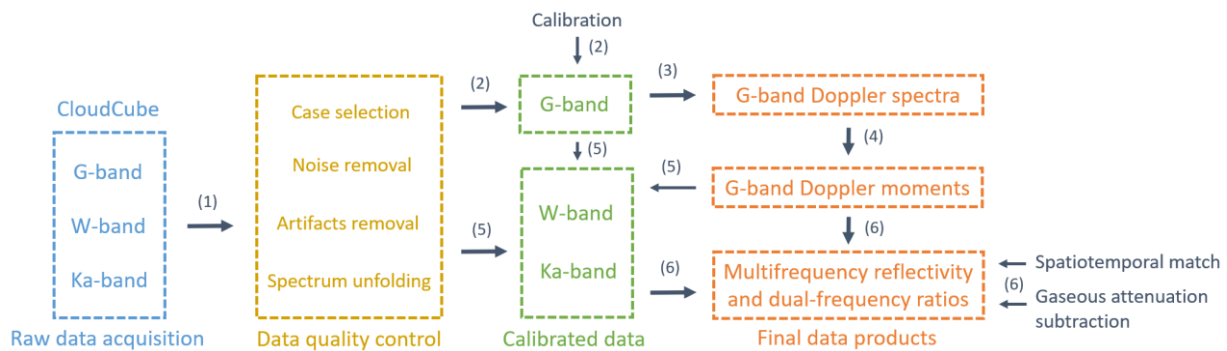 Calibration
(2)
CloudCube
G-band
W-band
Ka-band
Raw data acquisition
(1)
Case selection
Noise removal
Artifacts removal
Spectrum unfolding
Data quality control
(2)
(5)
G-band
(5)
W-band
Ka-band
Calibrated data
(3)
(5)
(6)
G-band Doppler spectra
(4)
G-band Doppler moments
(6)
Multifrequency reflectivity
and dual-frequency ratios
Final data products
Spatiotemporal match
(6)
Gaseous attenuation
subtraction